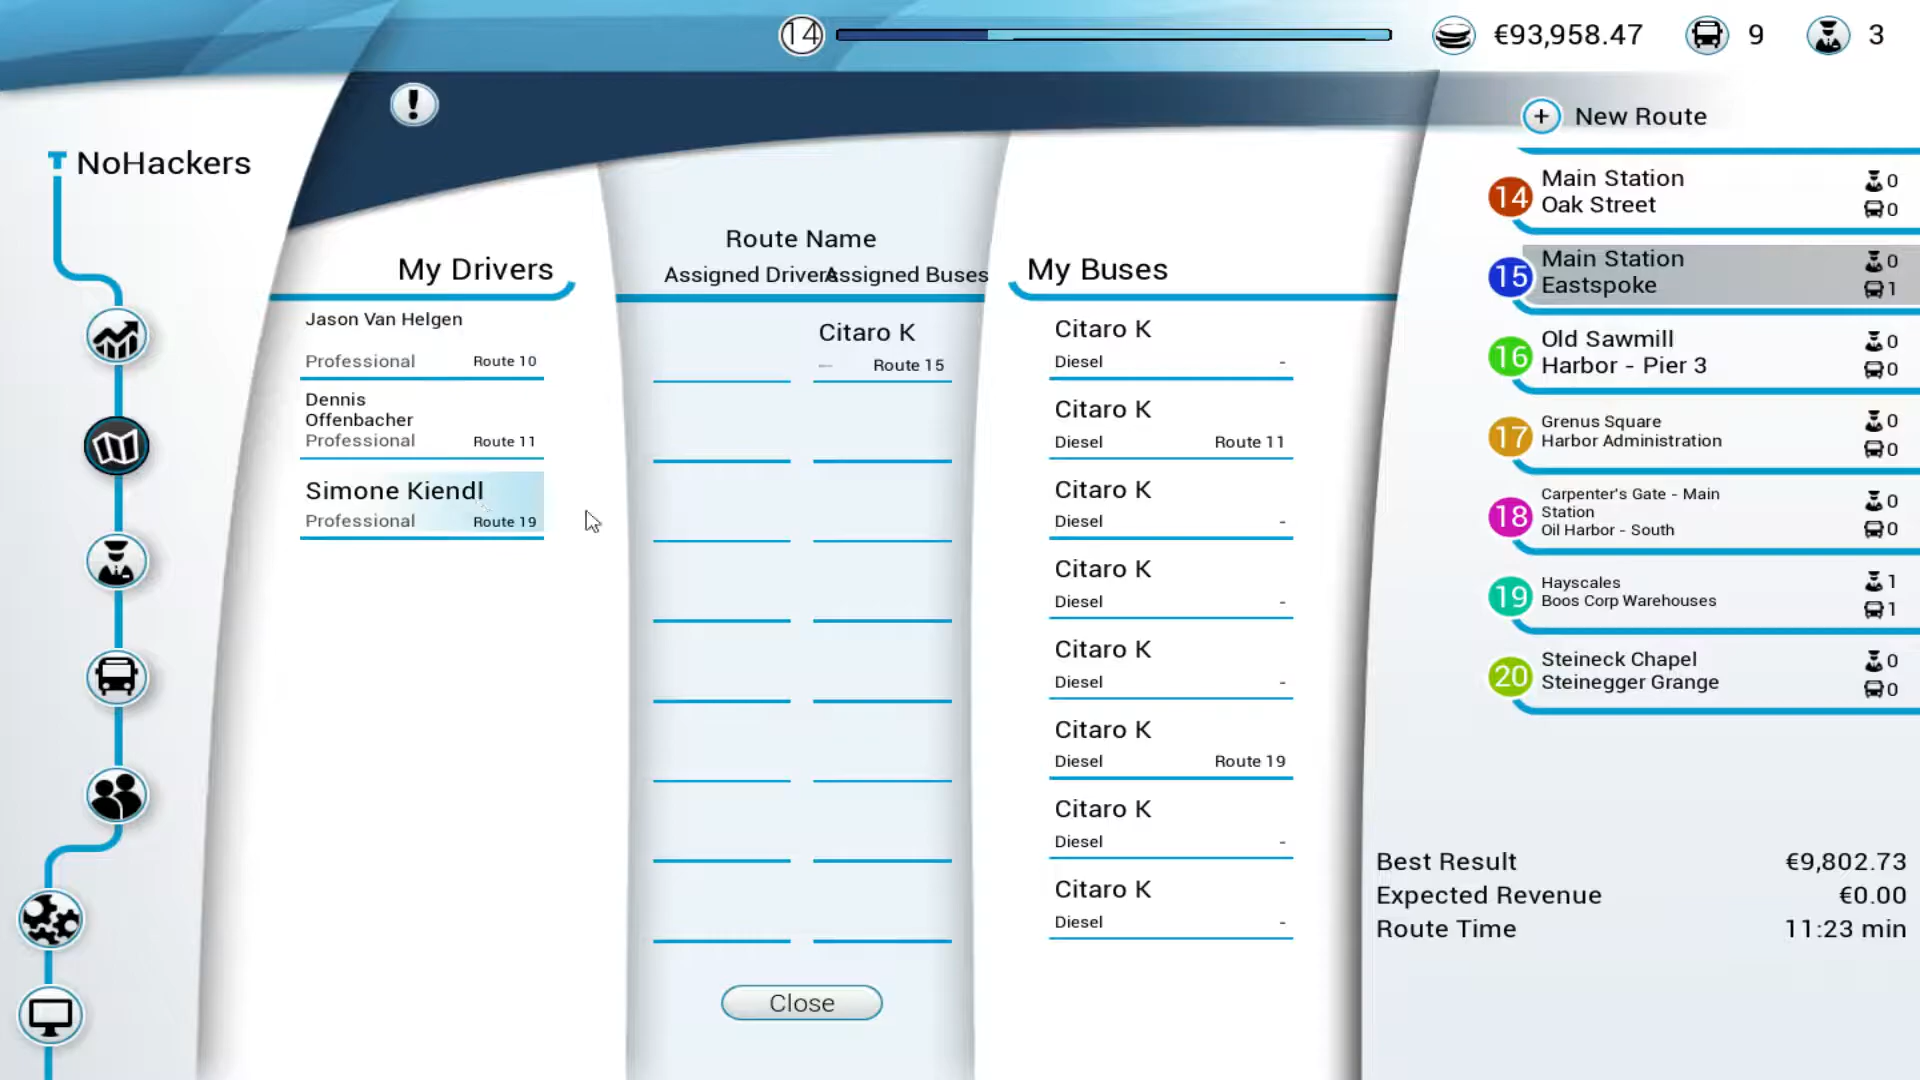 14
€93,958.47
9
3
!
NoHackers
+ New Route
My Drivers
Jason Van Helgen
Professional Route 10
Dennis
Offenbacher
Professional Route 11
Simone Kiendl
Professional Route 19
Route Name
Assigned Drivers Assigned Buses
Citaro K
Route 15
Close
My Buses
Citaro K
Diesel -
Citaro K
Diesel Route 11
Citaro K
Diesel -
Citaro K
Diesel -
Citaro K
Diesel -
Citaro K
Diesel Route 19
Citaro K
Diesel -
Citaro K
Diesel -
14 Main Station 0
Oak Street 0
15 Main Station 0
Eastspoke 1
16 Old Sawmill 0
Harbor - Pier 3 0
17 Grenus Square 0
Harbor Administration 0
18 Carpenter's Gate - Main 0
Station
Oil Harbor - South 0
19 Hayscales 1
Boos Corp Warehouses 1
20 Steineck Chapel 0
Steinegger Grange 0
Best Result €9,802.73
Expected Revenue €0.00
Route Time 11:23 min